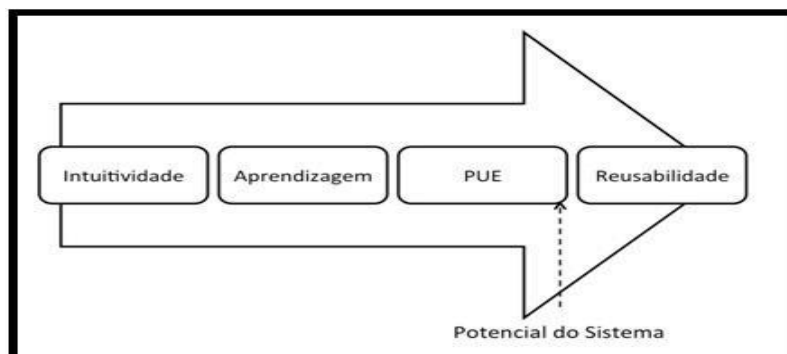 Intuitividade
Aprendizagem
PUE
Reusabilidade
Potencial do Sistema